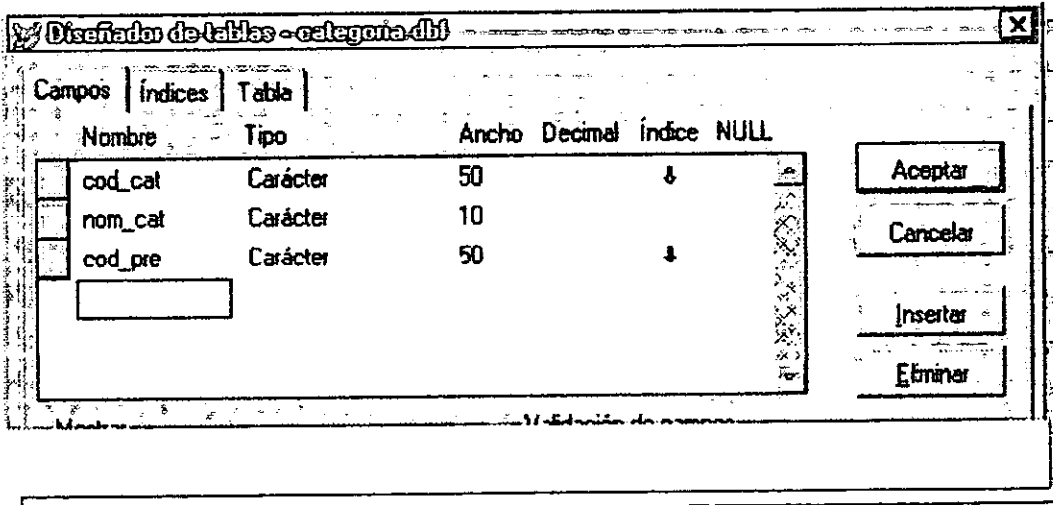 Diseñador de tablas - categoria.dbf
Campos Índices Tabla
Nombre Tipo Ancho Decimal Índice NULL
cod_cat Carácter 50
nom_cat Carácter 10
cod_pre Carácter 50
Aceptar
Cancelar
Insertar
Eliminar
Mostrar Validación de campos